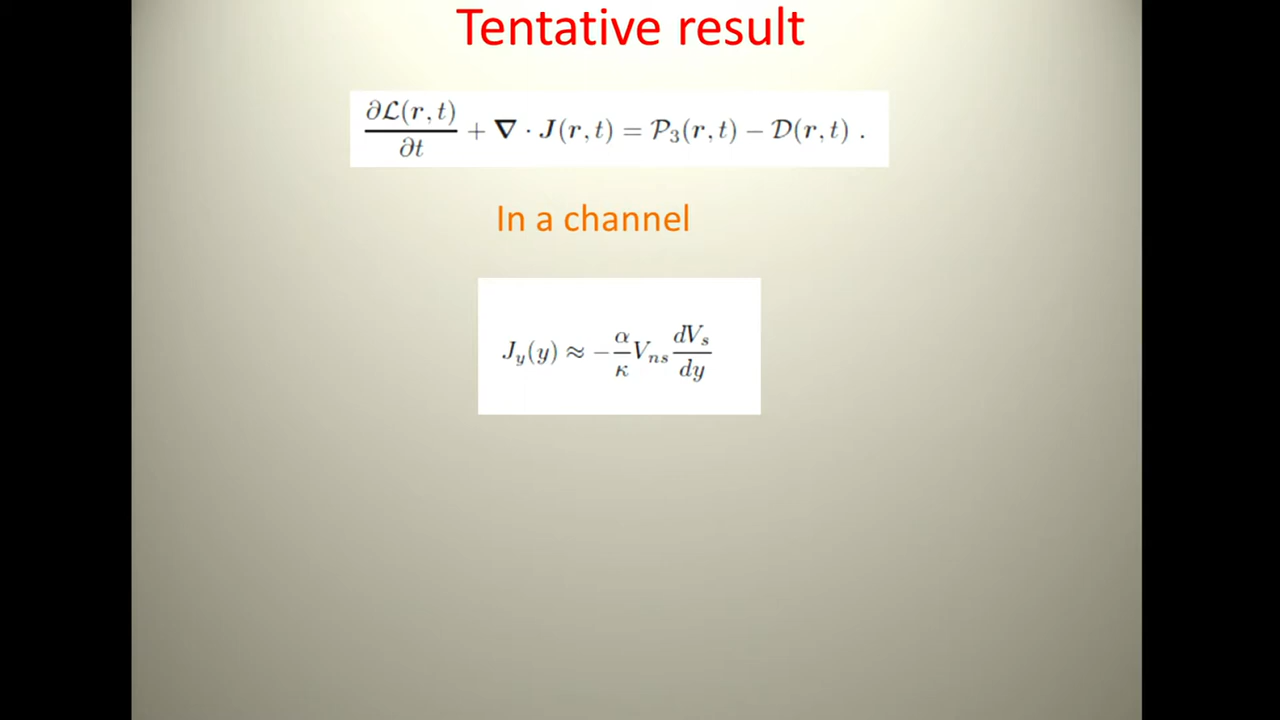 Tentative result
∂ℒ(r, t)/∂t + ∇ · J(r, t) = 𝒫₃(r, t) − 𝒟(r, t) .
In a channel
J_y(y) ≈ −α/κ V_ns dV_s/dy